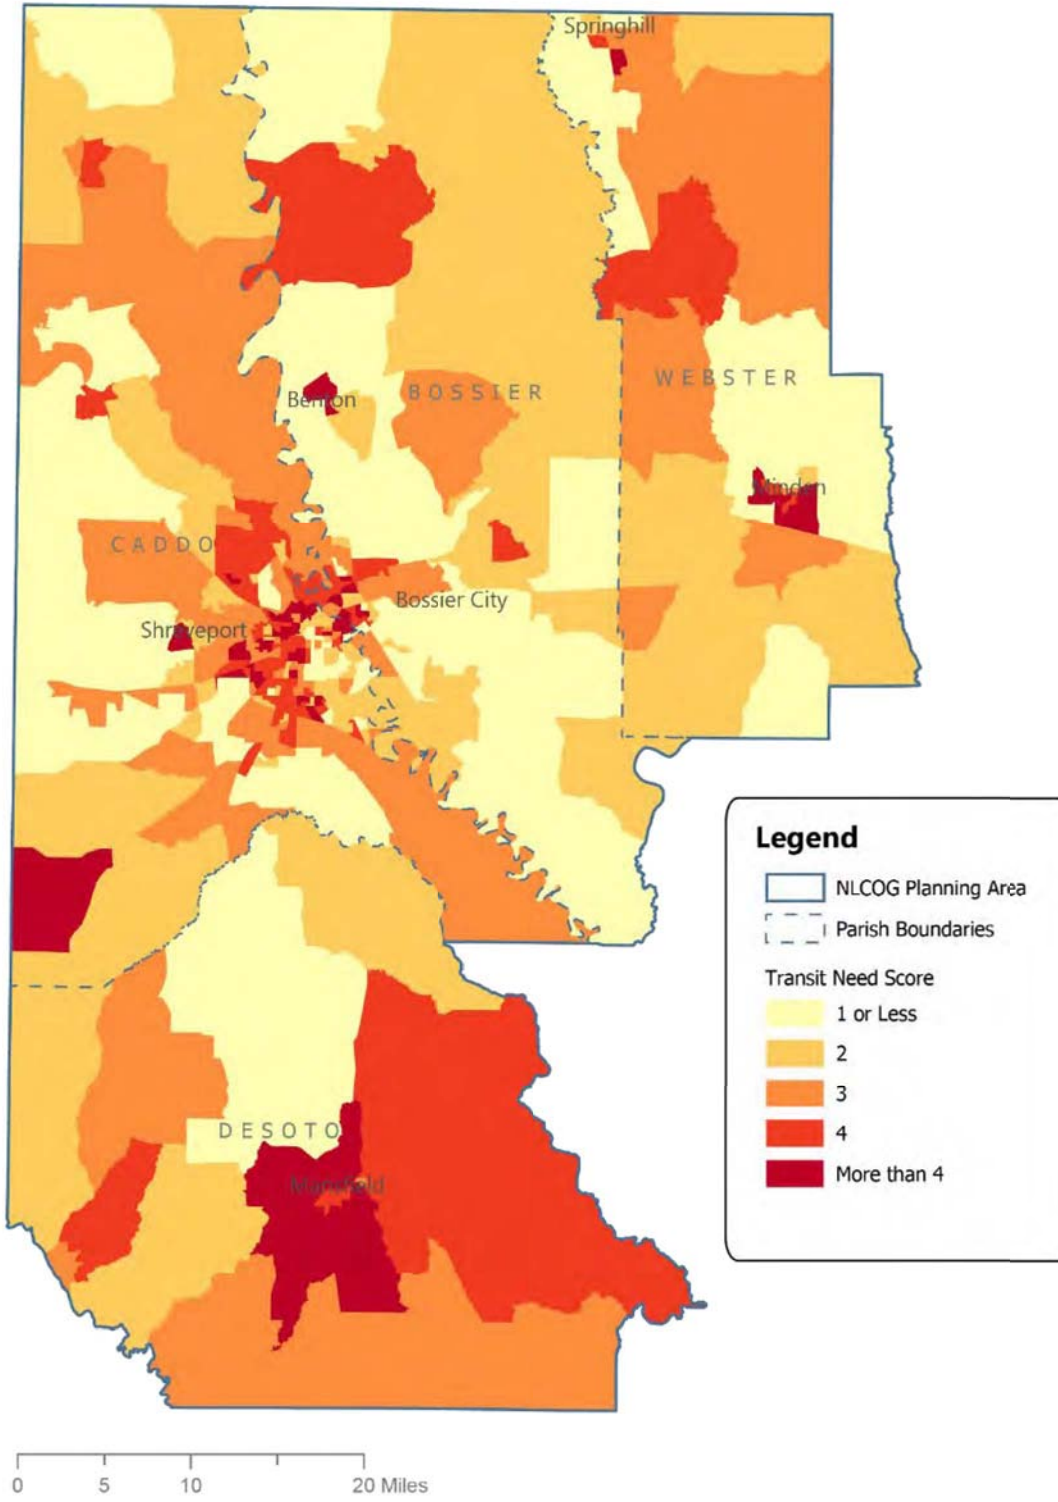 Springhill
WEBSTER
BOSSIER
Benton
Minden
CADDO
Bossier City
Shreveport
DESOTO
Mansfield
Legend
NLCOG Planning Area
Parish Boundaries
Transit Need Score
1 or Less
2
3
4
More than 4
0 5 10 20 Miles